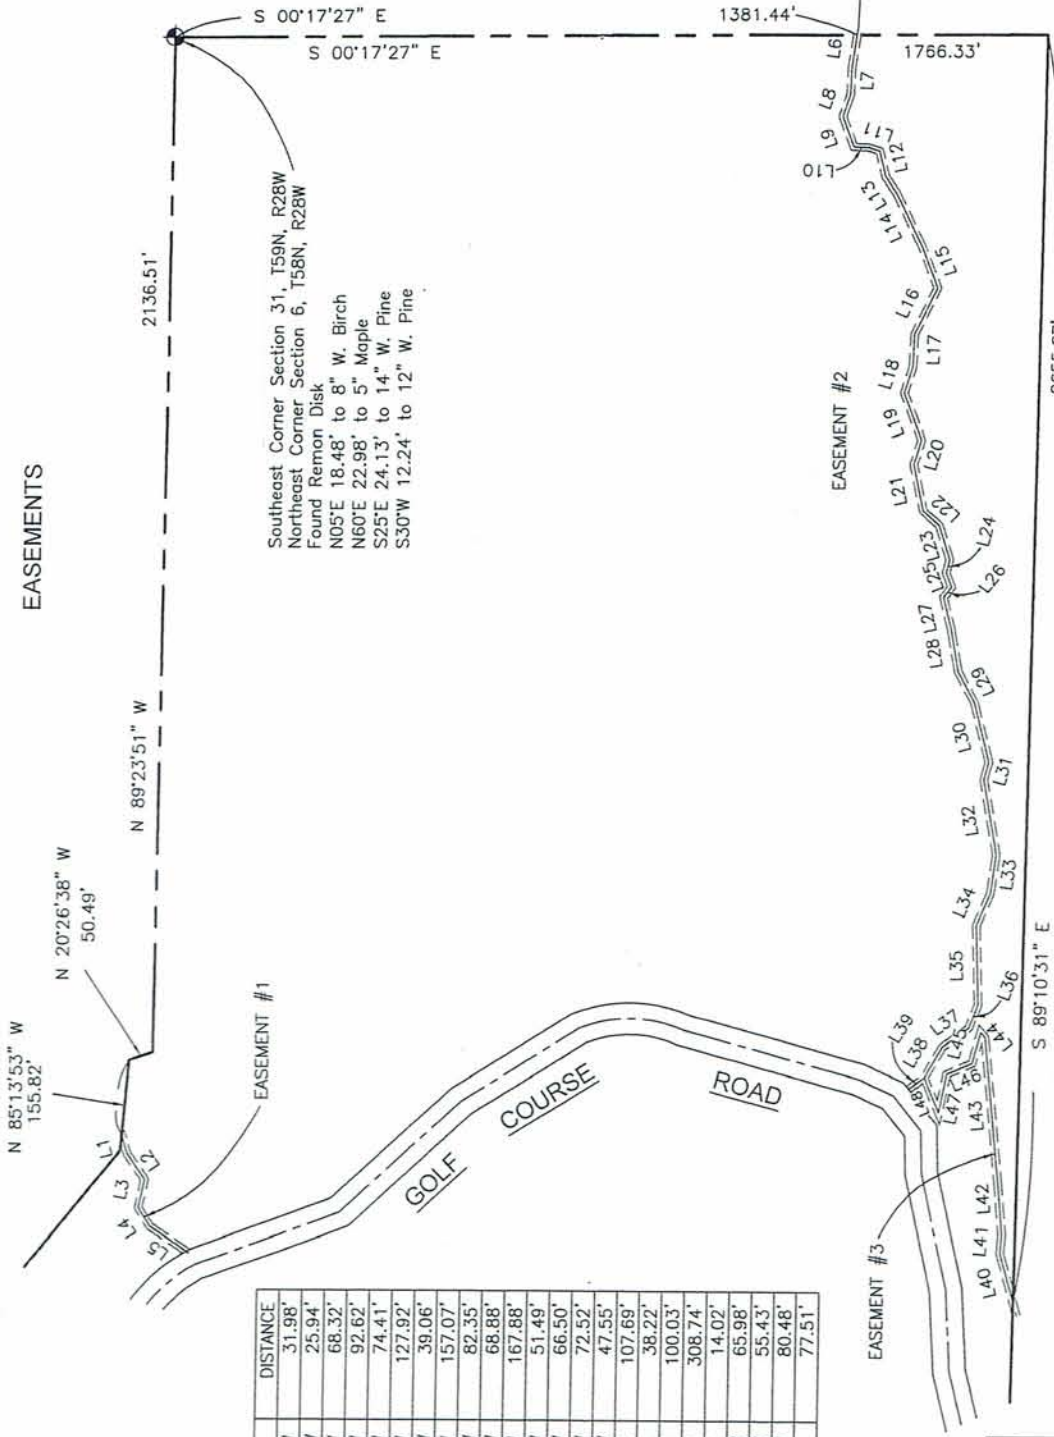 EASEMENTS
S 00°17'27" E
S 00°17'27" E
1381.44'
1766.33'
2136.51'
N 89°23'51" W
N 20°26'38" W
50.49'
N 85°13'53" W
155.82'
Southeast Corner Section 31, T59N, R28W
Northeast Corner Section 6, T58N, R28W
Found Remon Disk
N05°E 18.48' to 8" W. Birch
N60°E 22.98' to 5" Maple
S25°E 24.13' to 14" W. Pine
S30°W 12.24' to 12" W. Pine
EASEMENT #1
L1
L2
L3
L4
L5
EASEMENT #2
L6
L7
L8
L9
L10
L11
L12
L13
L14
L15
L16
L17
L18
L19
L20
L21
L22
L23
L24
L25
L26
L27
L28
L29
L30
L31
L32
L33
L34
L35
L36
L37
L38
L39
EASEMENT #3
L40
L41
L42
L43
L44
L45
L46
L47
L48
GOLF
COURSE
ROAD
S 89°10'31" E
DISTANCE
31.98'
25.94'
68.32'
92.62'
74.41'
127.92'
39.06'
157.07'
82.35'
68.88'
167.88'
51.49'
66.50'
72.52'
47.55'
107.69'
38.22'
100.03'
308.74'
14.02'
65.98'
55.43'
80.48'
77.51'